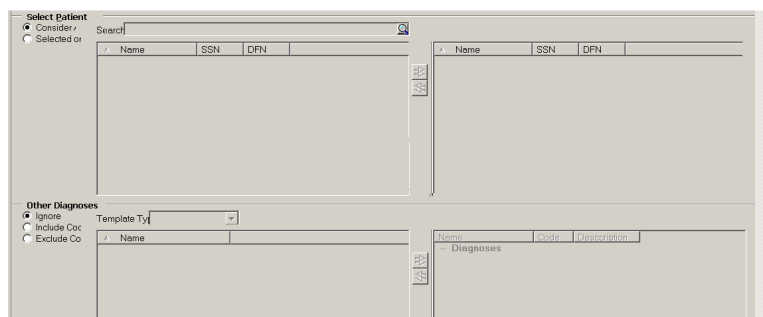 Select Patient
Consider
Selected or
Search
Name SSN DFN
Name SSN DFN
Other Diagnoses
Ignore
Include Coc
Exclude Co
Template Ty
Name
Name Code Desccription
Diagnoses